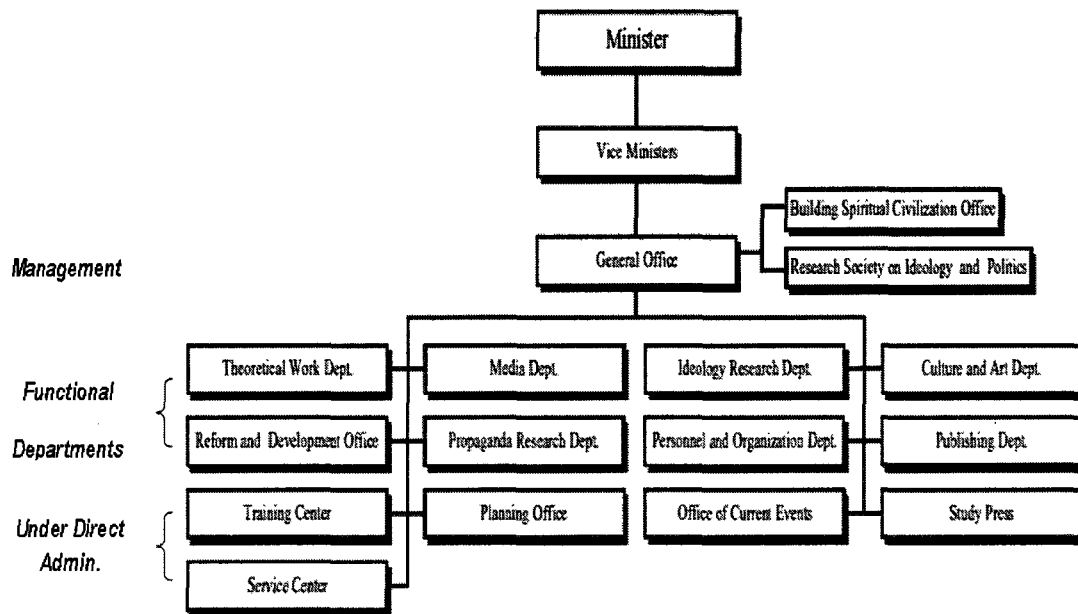 Minister
Vice Ministers
Building Spiritual Civilization Office
General Office
Management
Research Society on Ideology and Politics
Theoretical Work Dept.
Media Dept.
Ideology Research Dept.
Culture and Art Dept.
Functional
Departments
Reform and Development Office
Propaganda Research Dept.
Personnel and Organization Dept.
Publishing Dept.
Training Center
Planning Office
Office of Current Events
Study Press
Under Direct
Admin.
Service Center